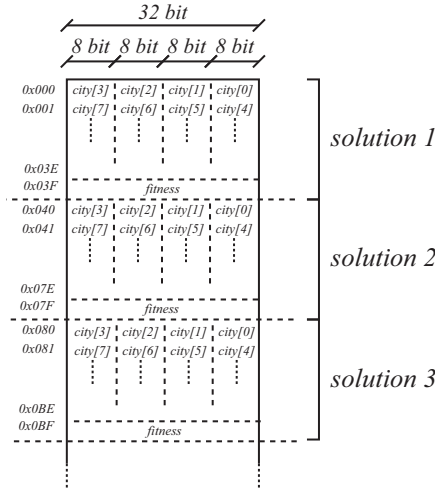 32 bit
8 bit 8 bit 8 bit 8 bit
0x000 city[3] city[2] city[1] city[0]
0x001 city[7] city[6] city[5] city[4]
solution 1
0x03E
0x03F fitness
0x040 city[3] city[2] city[1] city[0]
0x041 city[7] city[6] city[5] city[4]
solution 2
0x07E
0x07F fitness
0x080 city[3] city[2] city[1] city[0]
0x081 city[7] city[6] city[5] city[4]
solution 3
0x0BE
0x0BF fitness